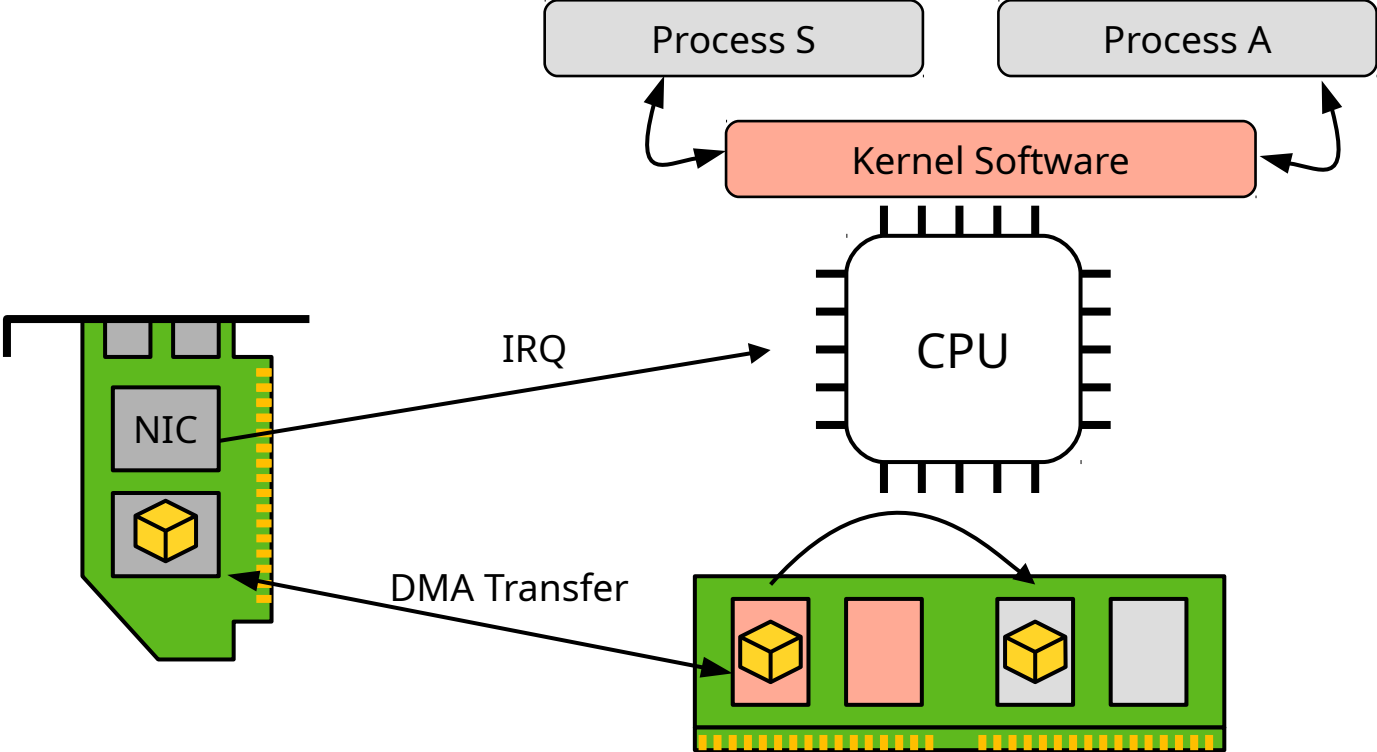 Process S
Process A
Kernel Software
IRQ
CPU
NIC
DMA Transfer